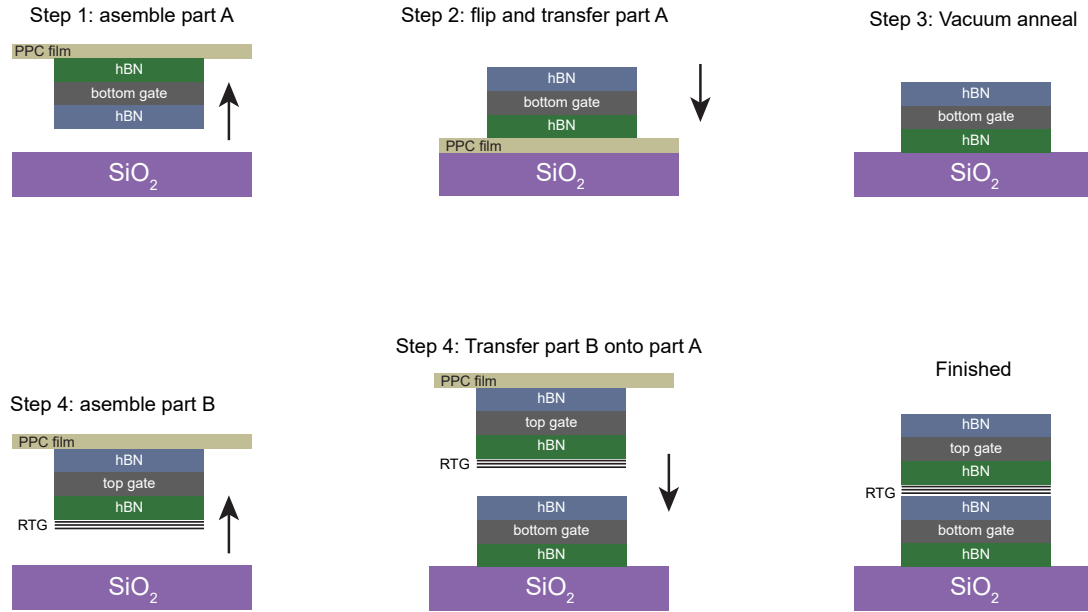 Step 1: asemble part A
PPC film
hBN
bottom gate
hBN
SiO2
Step 2: flip and transfer part A
hBN
bottom gate
hBN
PPC film
SiO2
Step 3: Vacuum anneal
hBN
bottom gate
hBN
SiO2
Step 4: asemble part B
PPC film
hBN
top gate
hBN
RTG
SiO2
Step 4: Transfer part B onto part A
PPC film
hBN
top gate
hBN
RTG
hBN
bottom gate
hBN
SiO2
Finished
hBN
top gate
hBN
RTG
hBN
bottom gate
hBN
SiO2